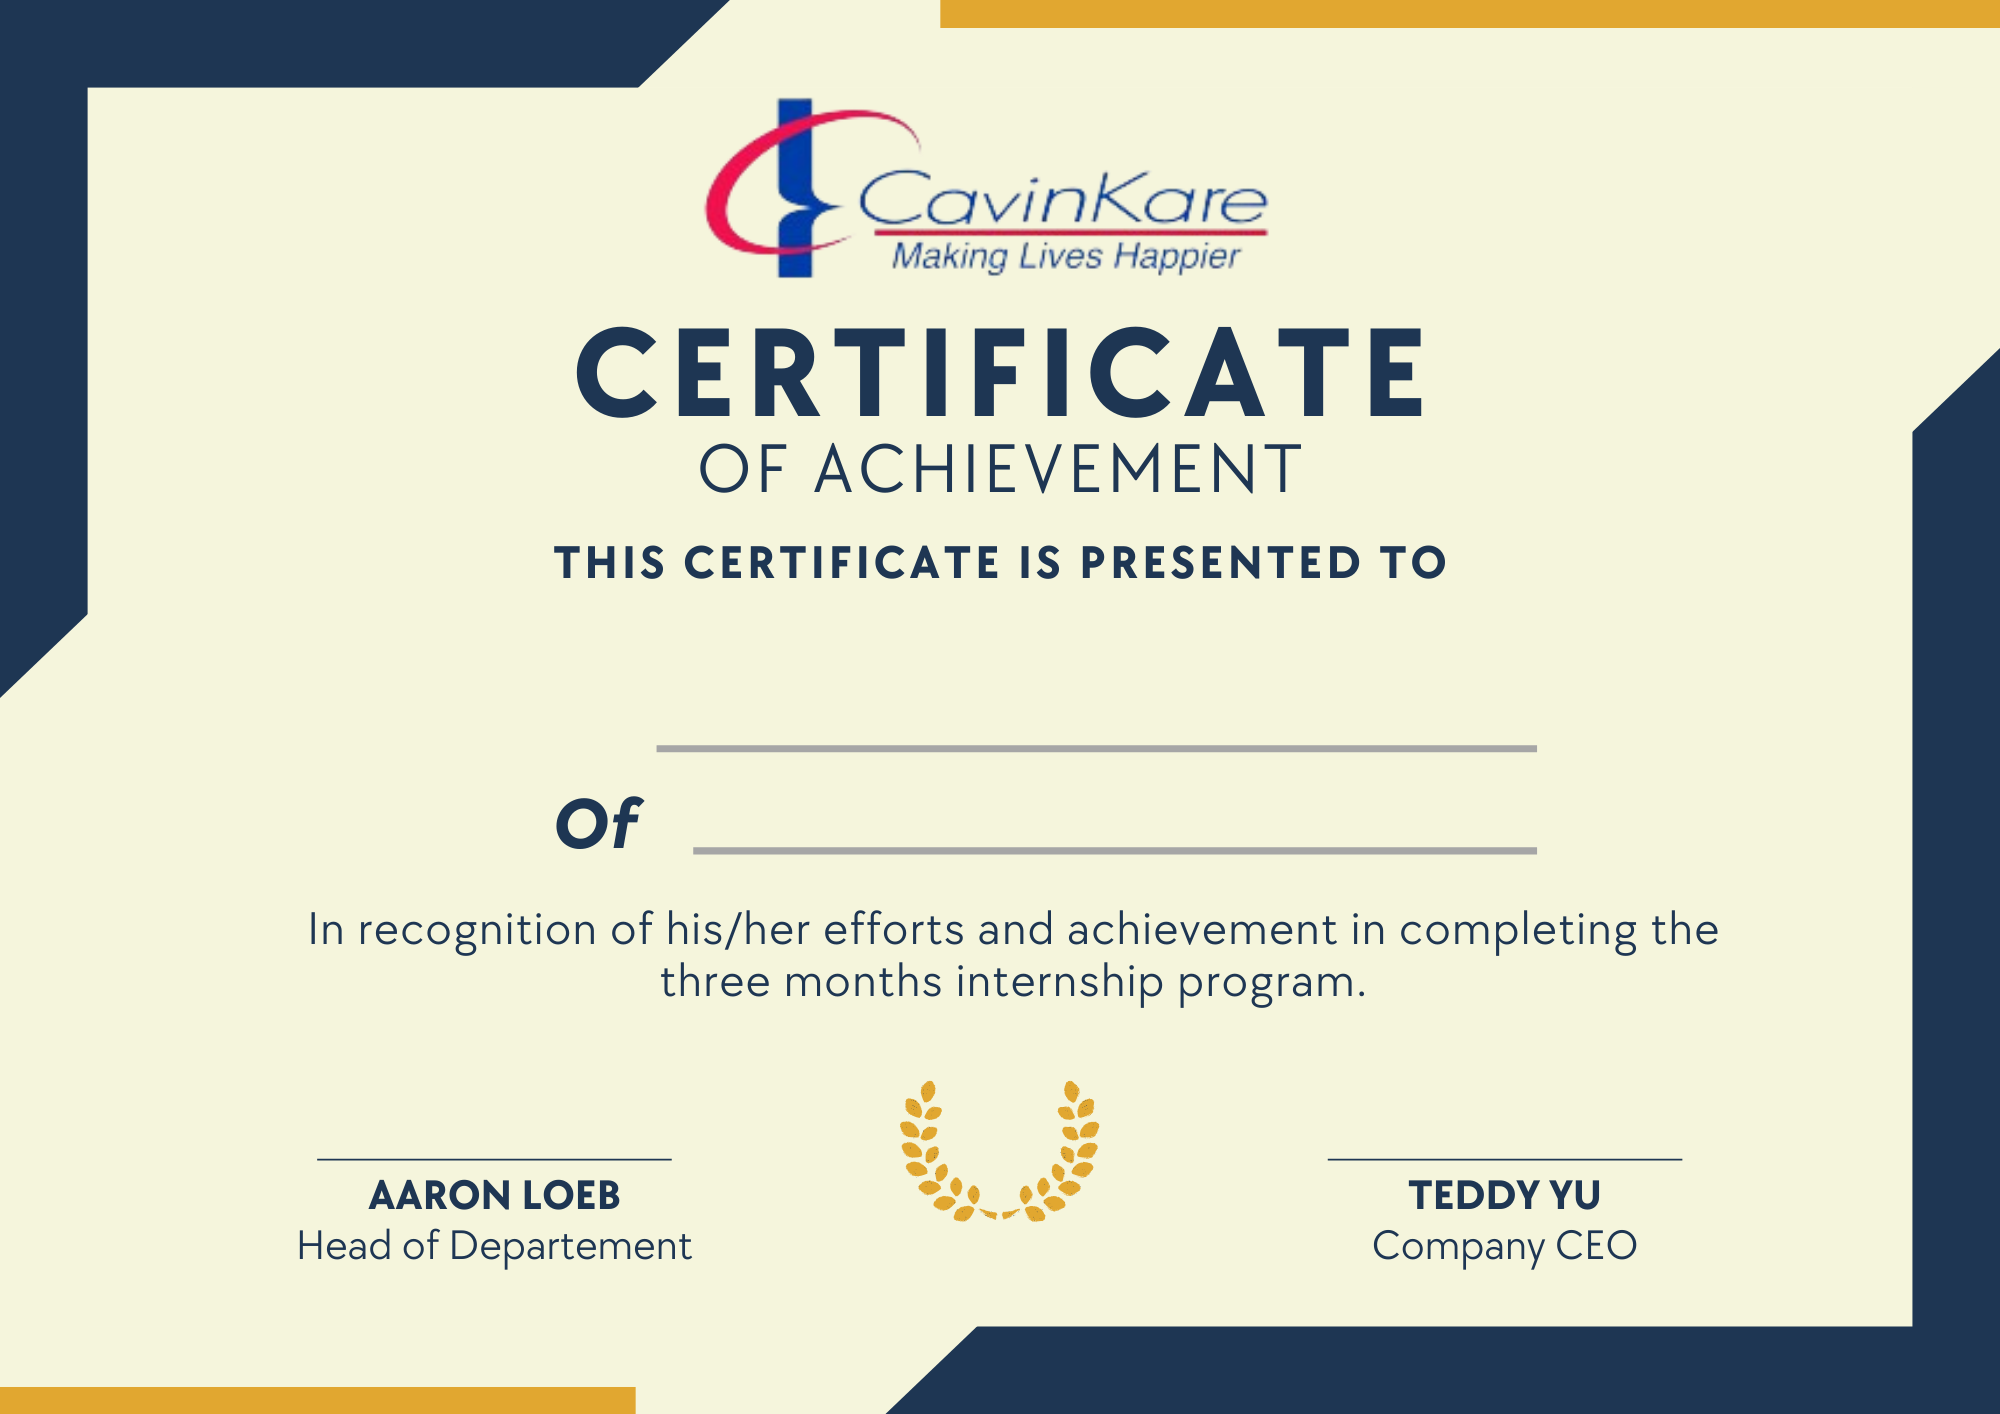 CavinKare
Making Lives Happier
CERTIFICATE
OF ACHIEVEMENT
THIS CERTIFICATE IS PRESENTED TO
Of
In recognition of his/her efforts and achievement in completing the
three months internship program.
AARON LOEB
Head of Departement
TEDDY YU
Company CEO